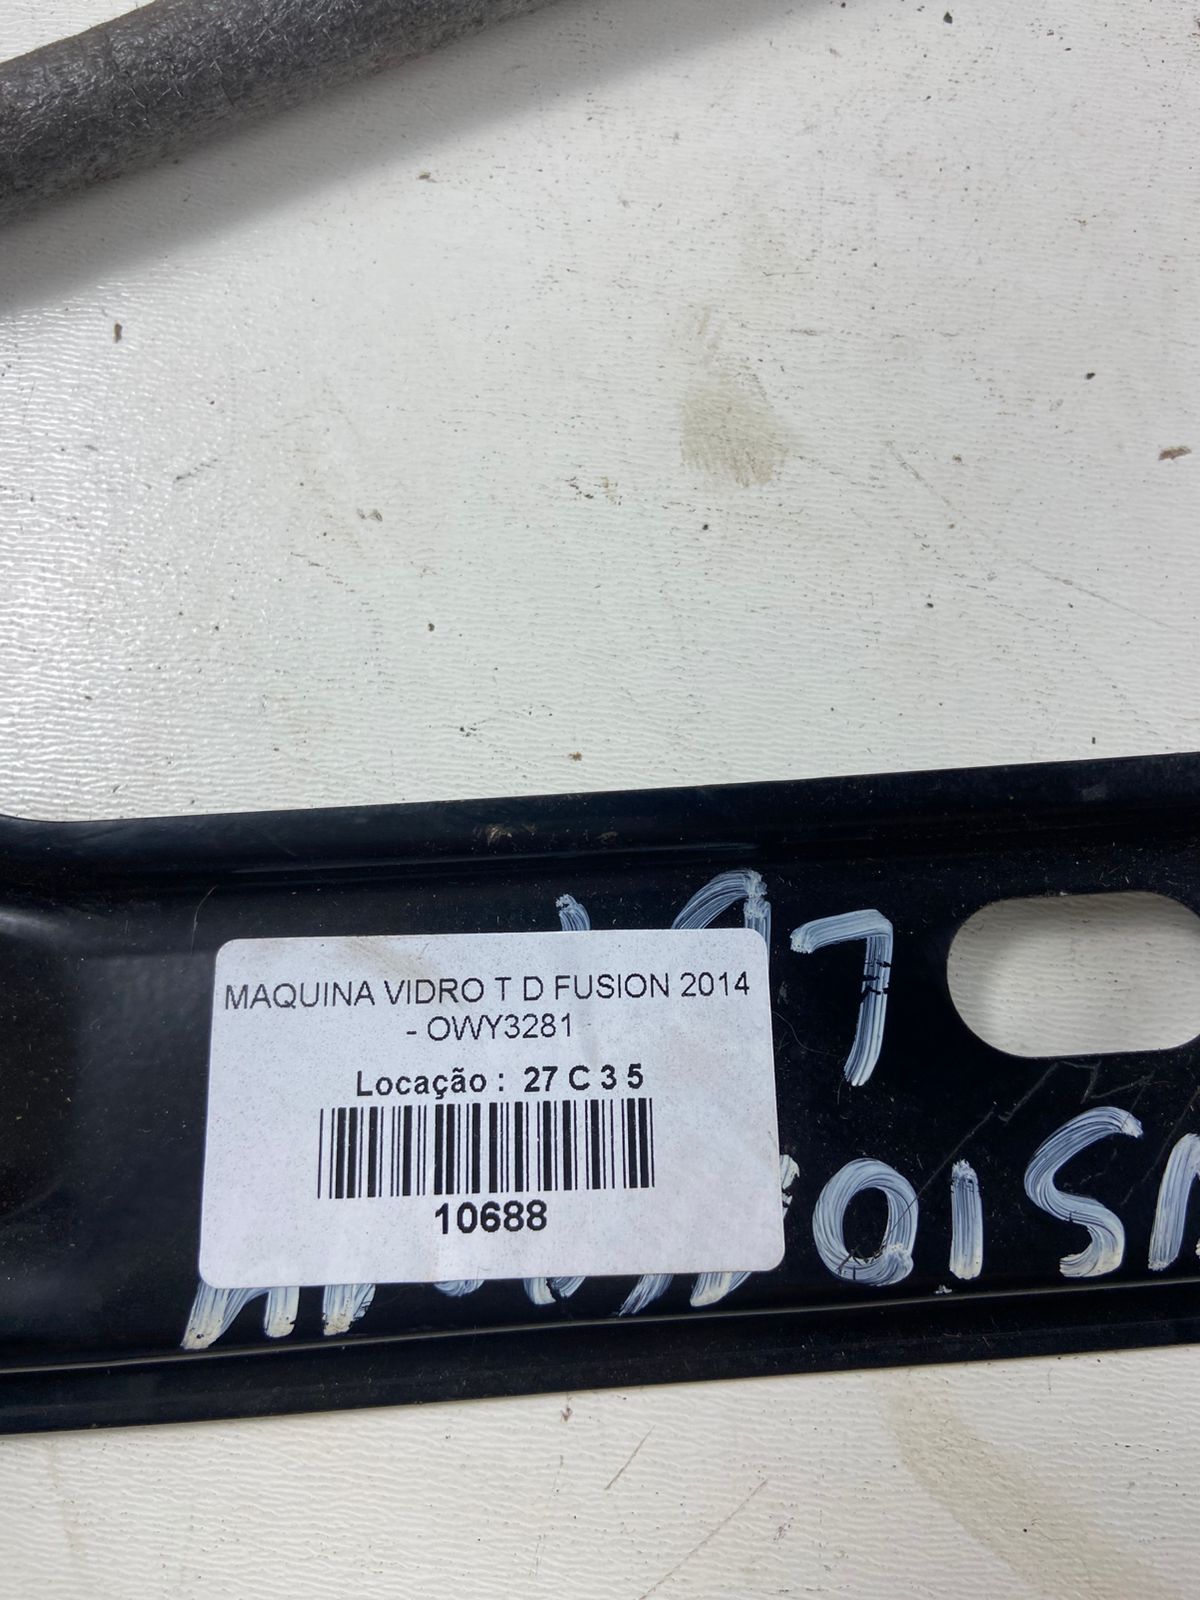 MAQUINA VIDRO T D FUSION 2014
- OWY3281
Locação : 27 C 3 5
10688